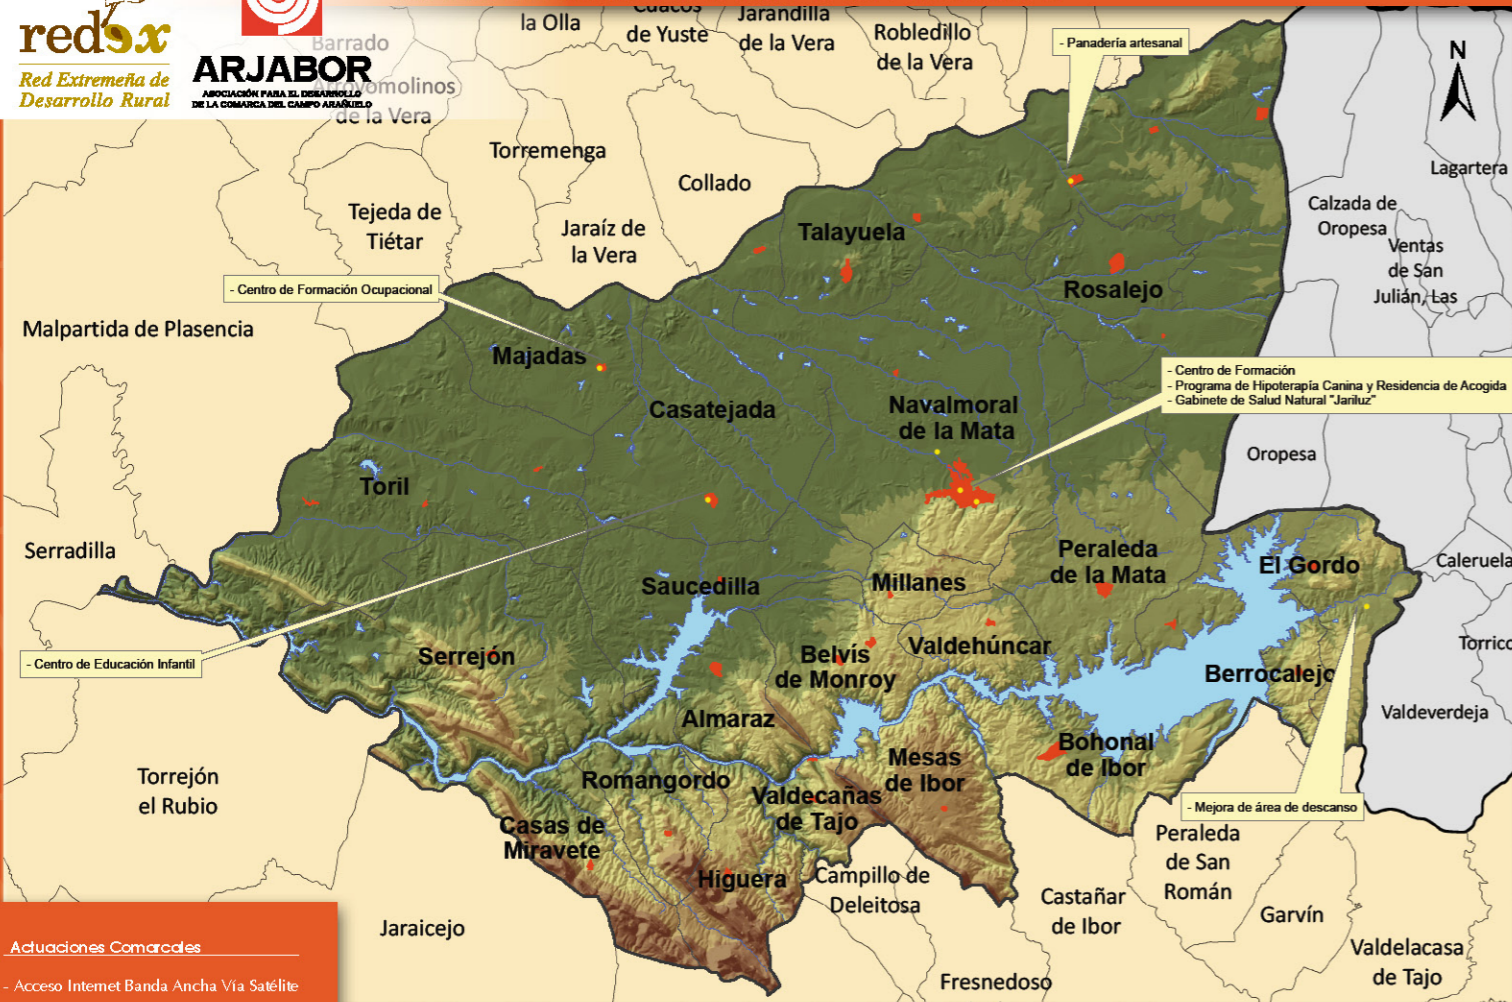 redex
Red Extremeña de
Desarrollo Rural
ARJABOR
ASOCIACIÓN PARA EL DESARROLLO
DE LA COMARCA DEL CAMPO ARAÑUELO
Barrado
Arroyomolinos
de la Vera
la Olla
Cuacos
de Yuste
Jarandilla
de la Vera
Robledillo
de la Vera
- Panadería artesanal
N
Torremenga
Collado
Lagartera
Tejeda de
Tiétar
Jaraíz de
la Vera
Talayuela
Calzada de
Oropesa
Ventas
de San
Julián, Las
- Centro de Formación Ocupacional
Rosalejo
Malpartida de Plasencia
Majadas
- Centro de Formación
- Programa de Hipoterapía Canina y Residencia de Acogida
- Gabinete de Salud Natural "Jariluz"
Casatejada
Navalmoral
de la Mata
Oropesa
Toril
Serradilla
Peraleda
de la Mata
El Gordo
Caleruela
Saucedilla
Millanes
- Centro de Educación Infantil
Serrejón
Belvís
de Monroy
Valdehúncar
Berrocalejo
Torrico
Almaraz
Valdeverdeja
Bohonal
de Ibor
Mesas
de Ibor
Torrejón
el Rubio
Romangordo
Valdecañas
de Tajo
- Mejora de área de descanso
Casas de
Miravete
Peraleda
de San
Román
Higuera
Campillo de
Deleitosa
Castañar
de Ibor
Garvín
Jaraicejo
Valdelacasa
de Tajo
Fresnedoso
Actuaciones Comarcales
- Acceso Internet Banda Ancha Vía Satélite